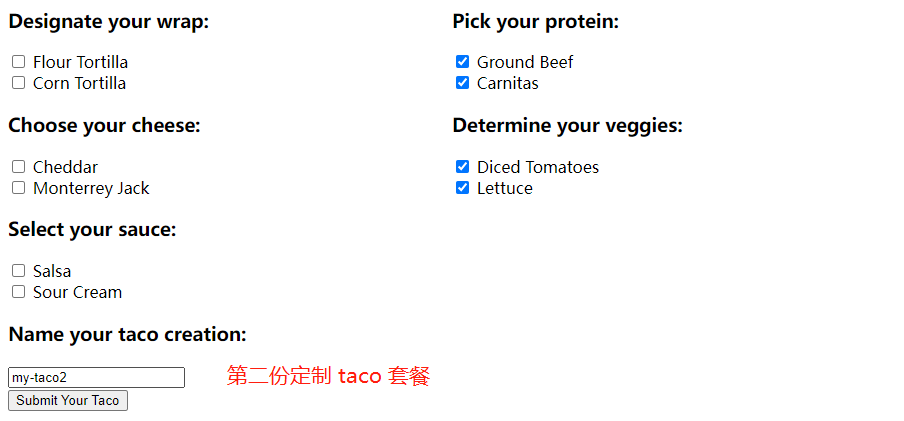 Designate your wrap:
Flour Tortilla
Corn Tortilla
Pick your protein:
Ground Beef
Carnitas
Choose your cheese:
Cheddar
Monterrey Jack
Determine your veggies:
Diced Tomatoes
Lettuce
Select your sauce:
Salsa
Sour Cream
Name your taco creation:
my-taco2
第二份定制 taco 套餐
Submit Your Taco